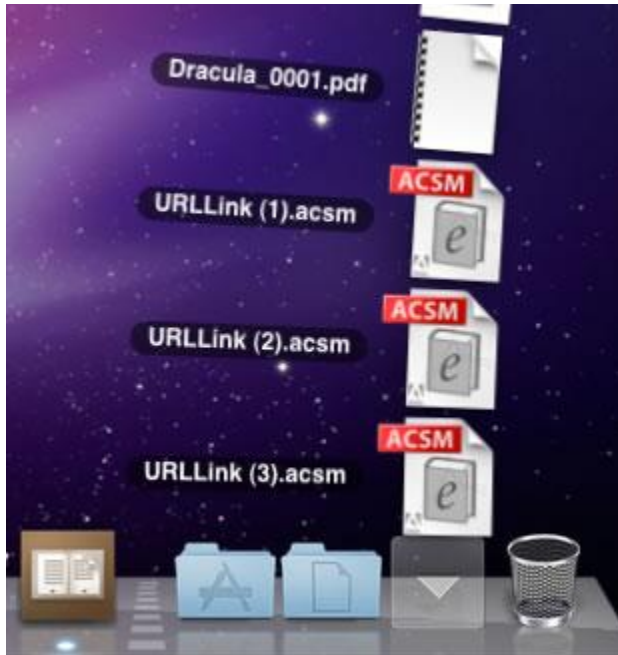 Dracula_0001.pdf
ACSM
URLLink (1).acsm
e
ACSM
URLLink (2).acsm
e
ACSM
URLLink (3).acsm
e